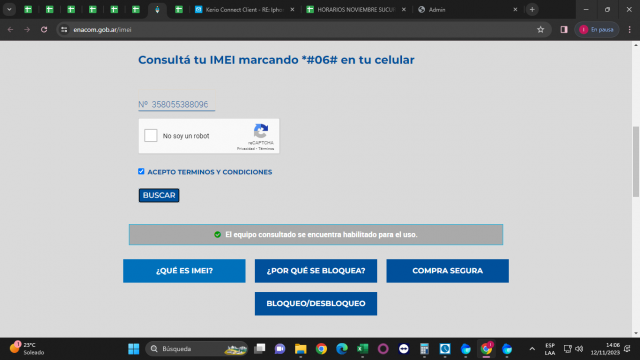 Kerio Connect Client - RE: Iph
HORARIOS NOVIEMBRE SUCUR
Admin
enacom.gob.ar/imei
En pausa
Consultá tu IMEI marcando *#06# en tu celular
Nº 358055388096
No soy un robot
reCAPTCHA
Privacidad - Términos
ACEPTO TERMINOS Y CONDICIONES
BUSCAR
El equipo consultado se encuentra habilitado para el uso.
¿QUÉ ES IMEI?
¿POR QUÉ SE BLOQUEA?
COMPRA SEGURA
BLOQUEO/DESBLOQUEO
23°C
Soleado
Búsqueda
ESP
LAA
14:06
12/11/2023